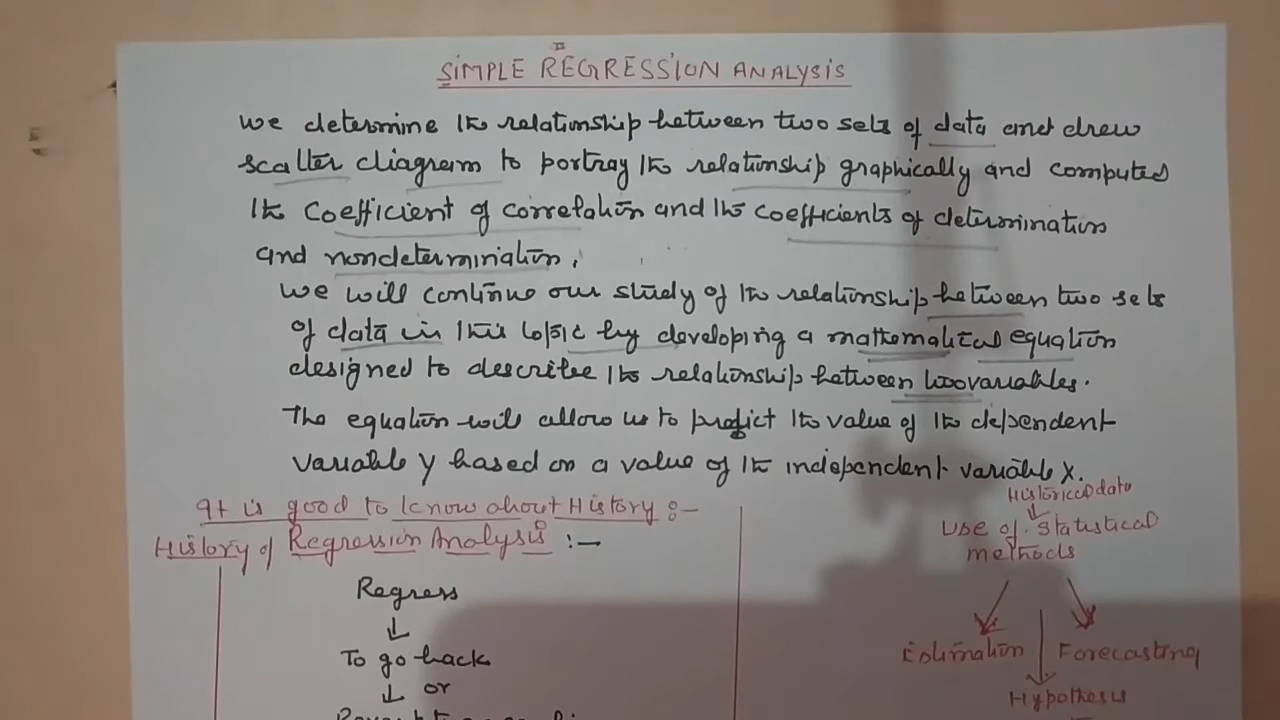 SIMPLE REGRESSION ANALYSIS
we determine the relationship between two sets of data and drew
scatter diagram to portray the relationship graphically and computed
the coefficient of correlation and the coefficients of determination
and nondetermination.
we will continue our study of the relationship between two sets
of data in this topic by developing a mathematical equation
designed to describe the relationship between two variables.
The equation will allow us to predict the value of the dependent
variable Y based on a value of the independent variable X.
It is good to know about History :-
History of Regression Analysis :-
Regress
↓
To go back
↓ or
Historical data
↓
Use of Statistical
methods
Estimation
Forecasting
Hypothesis